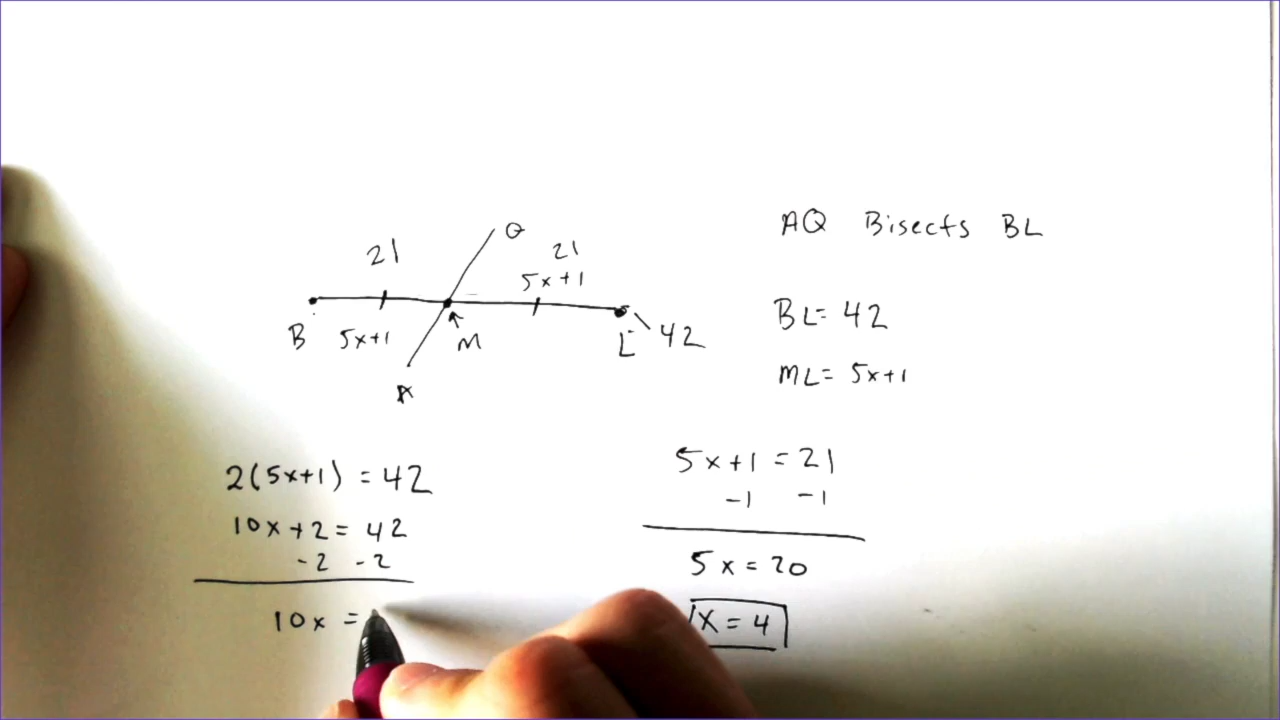 AQ Bisects BL
Q
21
21
5x+1
B
5x+1
M
L
42
A
BL= 42
ML= 5x+1
2(5x+1) = 42
10x+2= 42
-2 -2
10x =
5x+1 = 21
-1 -1
5x = 20
x = 4